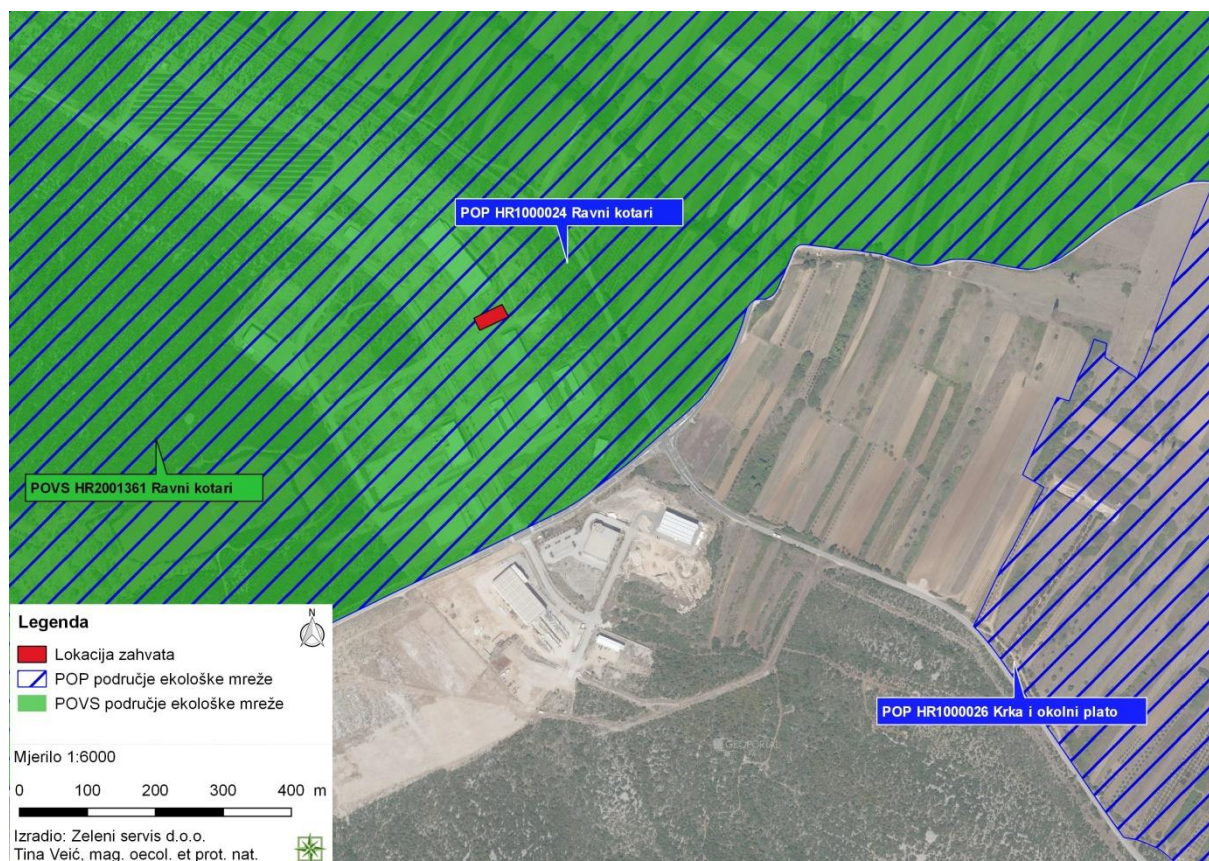 POP HR1000024 Ravni kotari
POVS HR2001361 Ravni kotari
POP HR1000026 Krka i okolni plato
Legenda
N
Lokacija zahvata
POP područje ekološke mreže
POVS područje ekološke mreže
Mjerilo 1:6000
0 100 200 300 400 m
Izradio: Zeleni servis d.o.o.
Tina Veić, mag. oecol. et prot. nat.